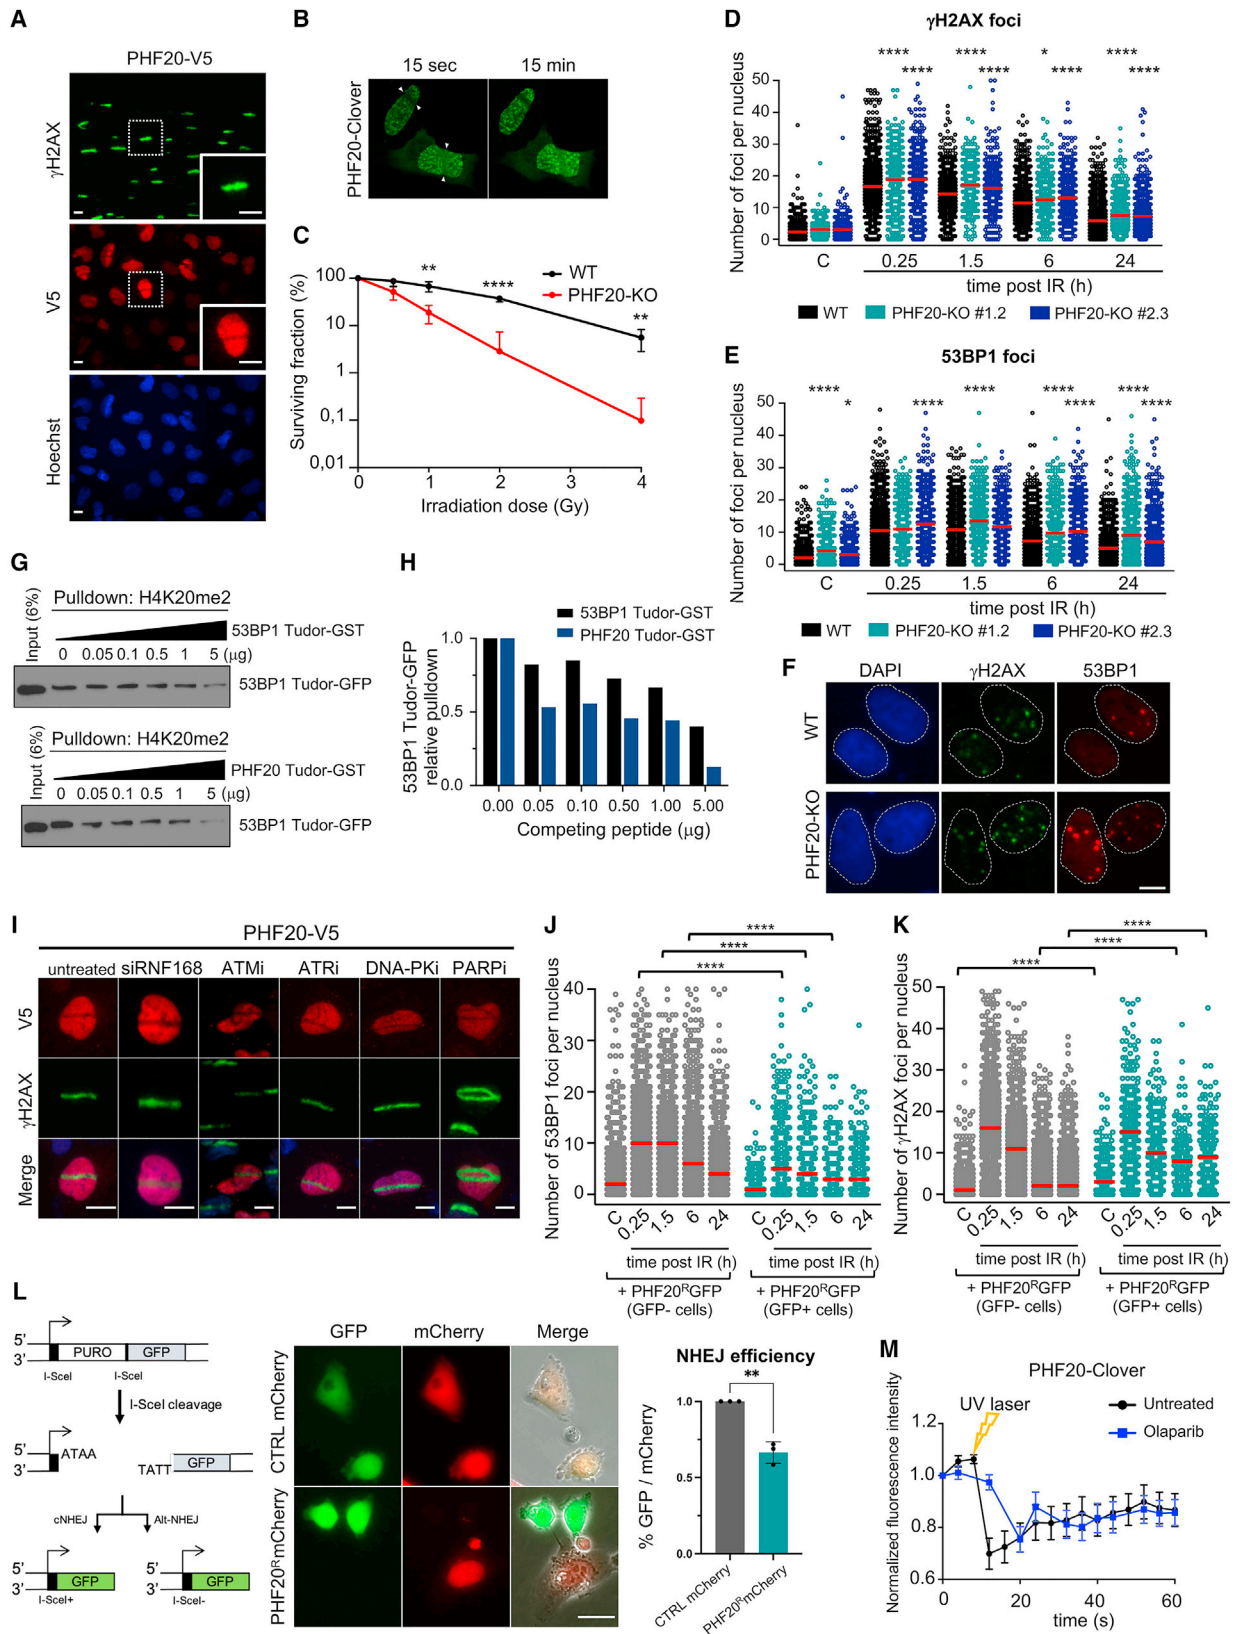 A
PHF20-V5
γH2AX
V5
Hoechst
B
15 sec
15 min
PHF20-Clover
C
Surviving fraction (%)
100
10
1
0,1
0,01
** **** **
WT
PHF20-KO
0 1 2 3 4
Irradiation dose (Gy)
D
γH2AX foci
**** **** * ****
**** **** **** ****
Number of foci per nucleus
50
40
30
20
10
0
C 0.25 1.5 6 24
time post IR (h)
WT PHF20-KO #1.2 PHF20-KO #2.3
E
53BP1 foci
**** **** **** ****
* **** **** ****
Number of foci per nucleus
50
40
30
20
10
0
C 0.25 1.5 6 24
time post IR (h)
WT PHF20-KO #1.2 PHF20-KO #2.3
F
DAPI γH2AX 53BP1
WT
PHF20-KO
G
Input (6%)
Pulldown: H4K20me2
53BP1 Tudor-GST
0 0.05 0.1 0.5 1 5 (μg)
53BP1 Tudor-GFP
Input (6%)
Pulldown: H4K20me2
PHF20 Tudor-GST
0 0.05 0.1 0.5 1 5 (μg)
53BP1 Tudor-GFP
H
53BP1 Tudor-GST
PHF20 Tudor-GST
53BP1 Tudor-GFP
relative pulldown
1.0
0.5
0.0
0.00 0.05 0.10 0.50 1.00 5.00
Competing peptide (μg)
I
PHF20-V5
untreated siRNF168 ATMi ATRi DNA-PKi PARPi
V5
γH2AX
Merge
J
****
****
****
Number of 53BP1 foci per nucleus
40
30
20
10
0
C 0.25 1.5 6 24 C 0.25 1.5 6 24
time post IR (h) time post IR (h)
+ PHF20ᴿGFP + PHF20ᴿGFP
(GFP- cells) (GFP+ cells)
K
****
****
****
Number of γH2AX foci per nucleus
50
40
30
20
10
0
C 0.25 1.5 6 24 C 0.25 1.5 6 24
time post IR (h) time post IR (h)
+ PHF20ᴿGFP + PHF20ᴿGFP
(GFP- cells) (GFP+ cells)
L
5'
3'
PURO GFP
I-SceI I-SceI
I-SceI cleavage
5'
3'
ATAA
TATT
GFP
cNHEJ Alt-NHEJ
5'
3'
GFP
I-SceI+
5'
3'
GFP
I-SceI-
GFP mCherry Merge
CTRL mCherry
PHF20ᴿmCherry
NHEJ efficiency
**
% GFP / mCherry
1.0
0.5
0.0
CTRL mCherry
PHF20ᴿmCherry
M
PHF20-Clover
UV laser
Untreated
Olaparib
Normalized fluorescence intensity
1.2
1.0
0.8
0.6
0 20 40 60
time (s)